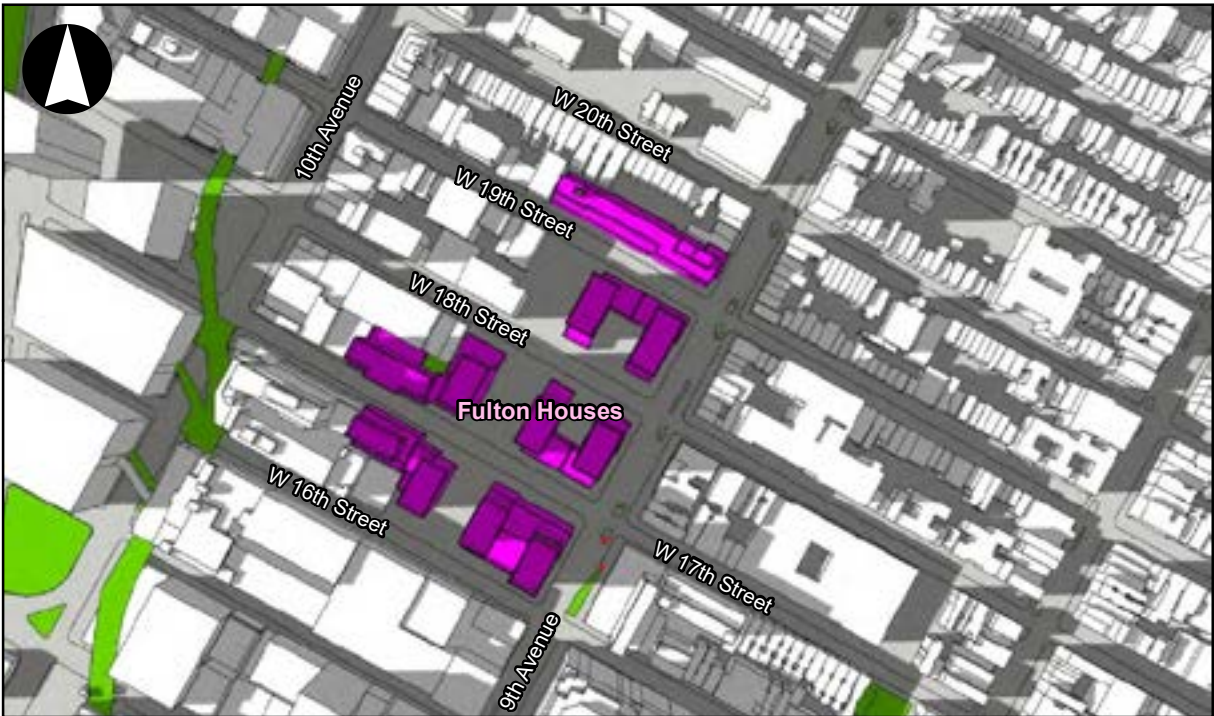 W 20th Street
10th Avenue
W 19th Street
W 18th Street
Fulton Houses
W 16th Street
W 17th Street
9th Avenue